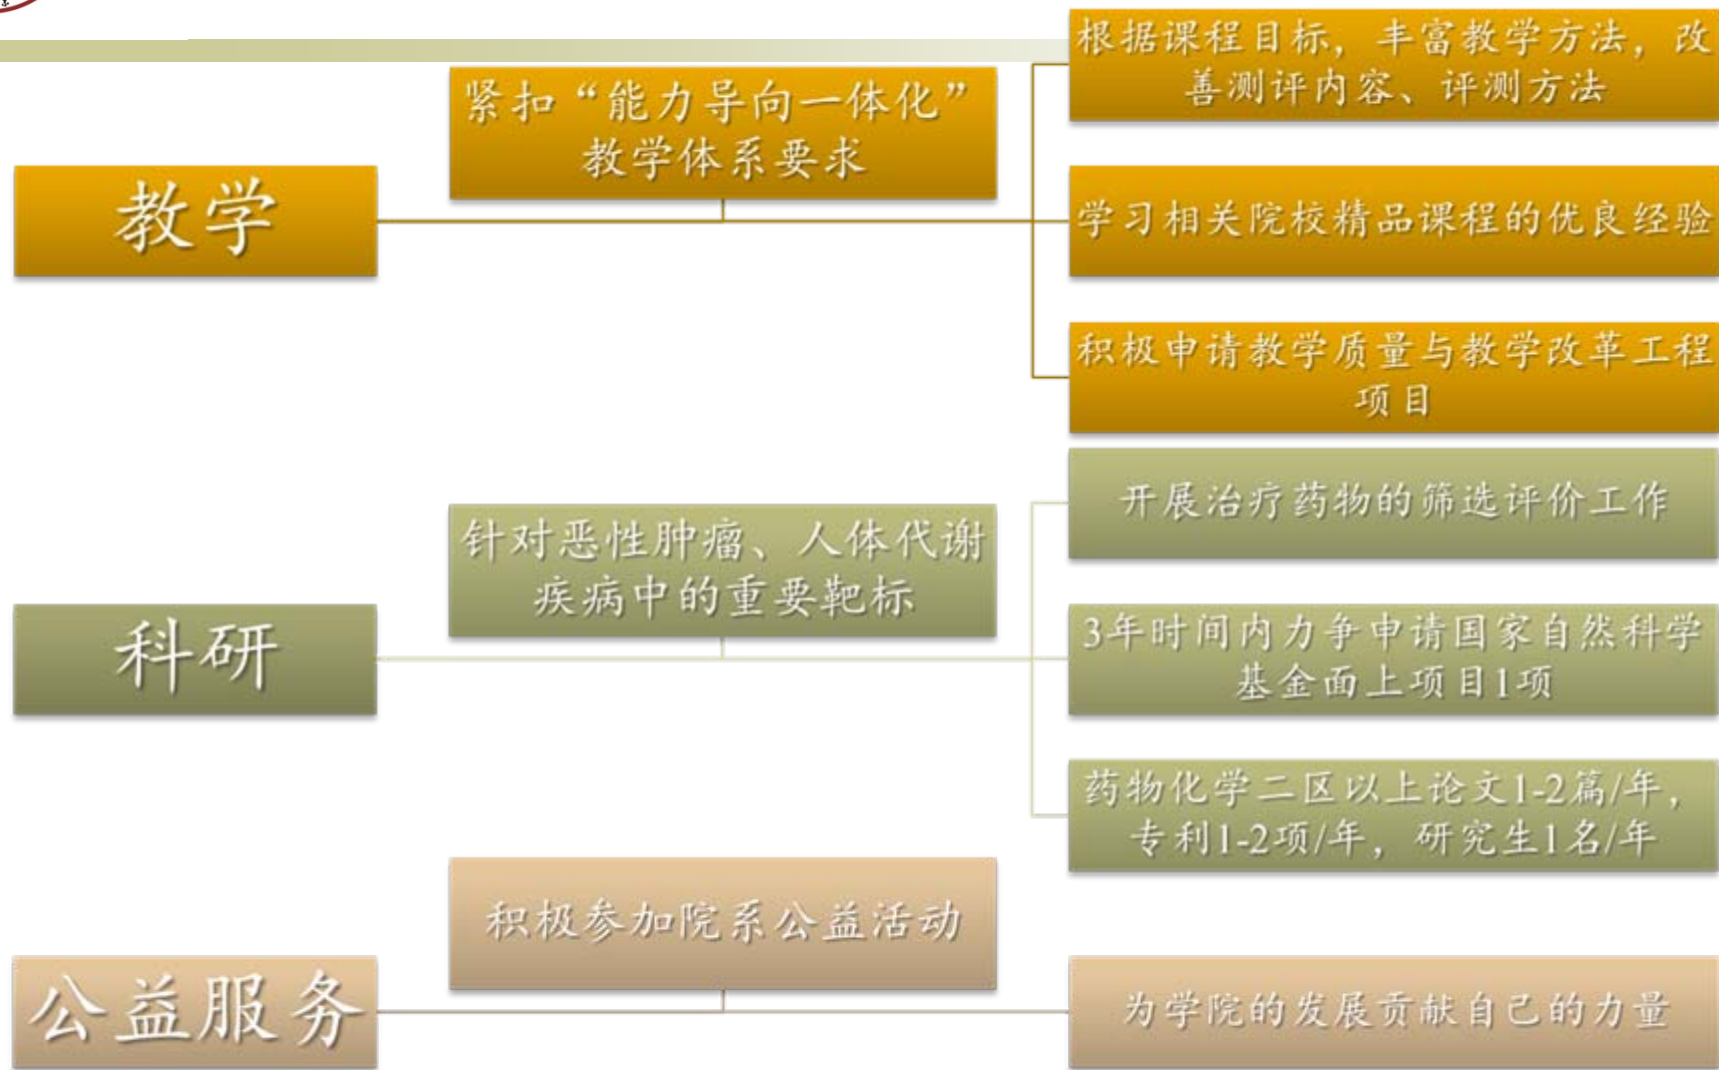 教学
紧扣“能力导向一体化”
教学体系要求
根据课程目标，丰富教学方法，改
善测评内容、评测方法
学习相关院校精品课程的优良经验
积极申请教学质量与教学改革工程
项目
科研
针对恶性肿瘤、人体代谢
疾病中的重要靶标
开展治疗药物的筛选评价工作
3年时间内力争申请国家自然科学
基金面上项目1项
药物化学二区以上论文1-2篇/年，
专利1-2项/年，研究生1名/年
公益服务
积极参加院系公益活动
为学院的发展贡献自己的力量